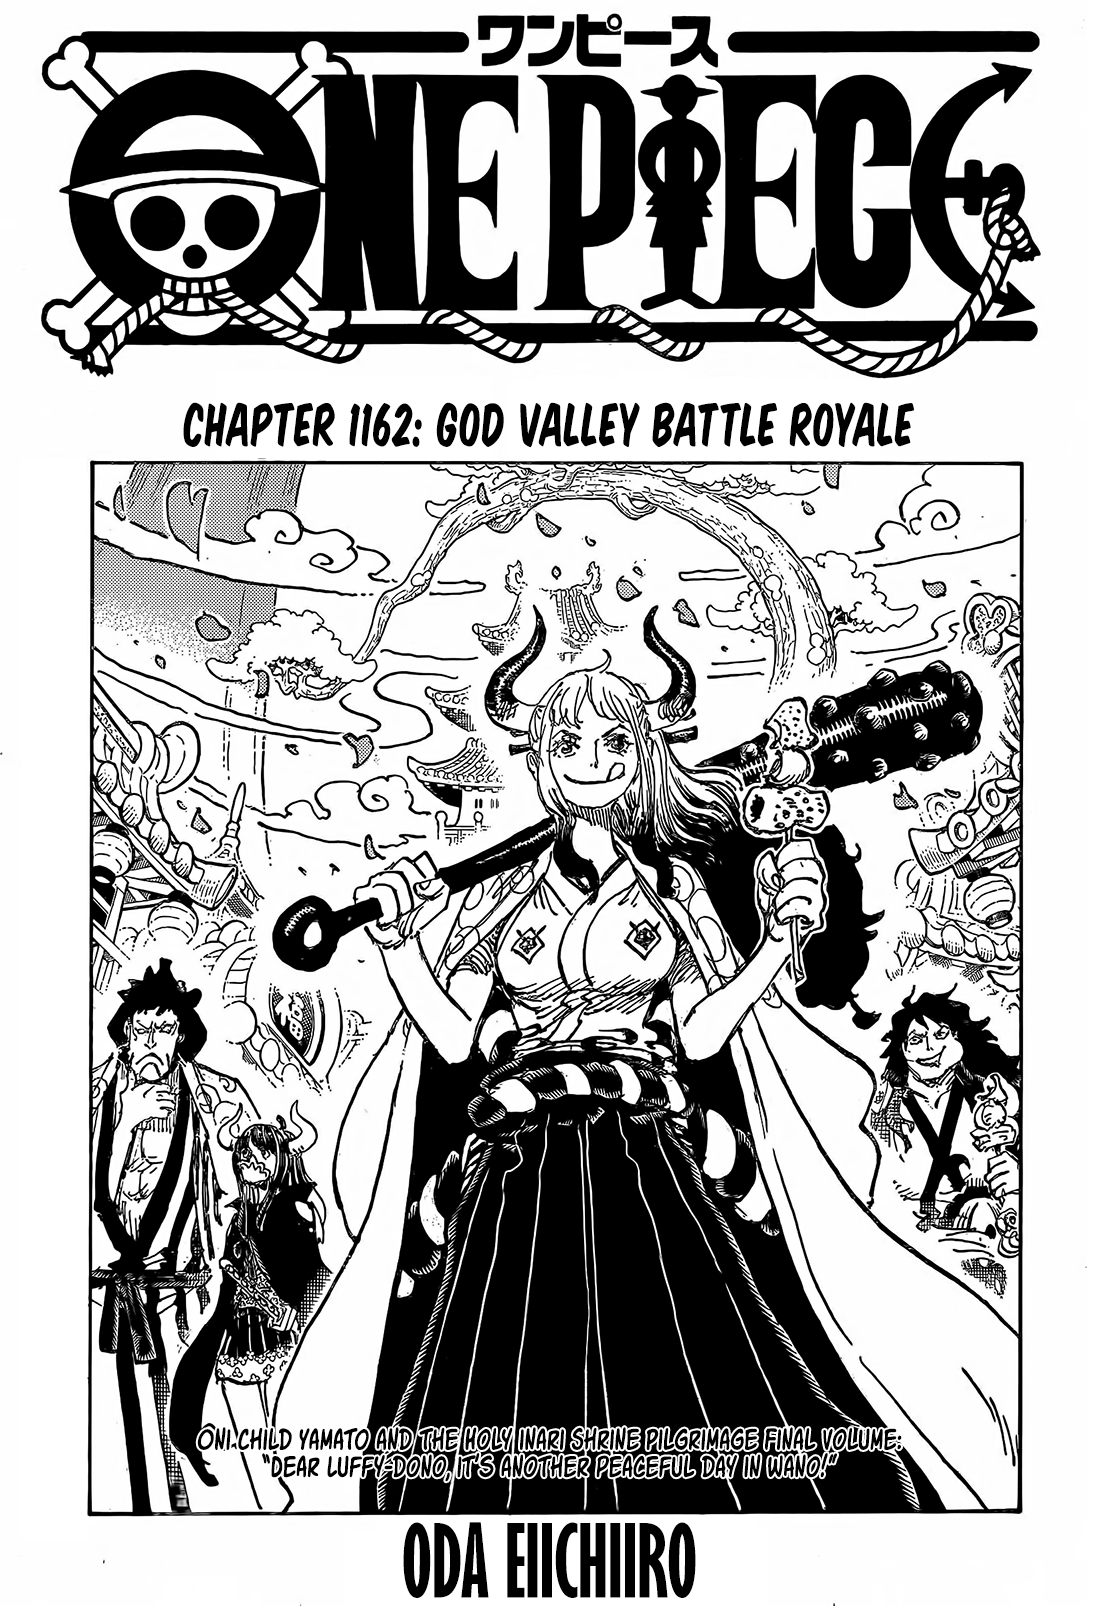 ワンピース
ONE PIECE
CHAPTER 1162: GOD VALLEY BATTLE ROYALE
ONI CHILD YAMATO AND THE HOLY INARI SHRINE PILGRIMAGE FINAL VOLUME:
"DEAR LUFFY-DONO, IT'S ANOTHER PEACEFUL DAY IN WANO!"
ODA EIICHIIRO